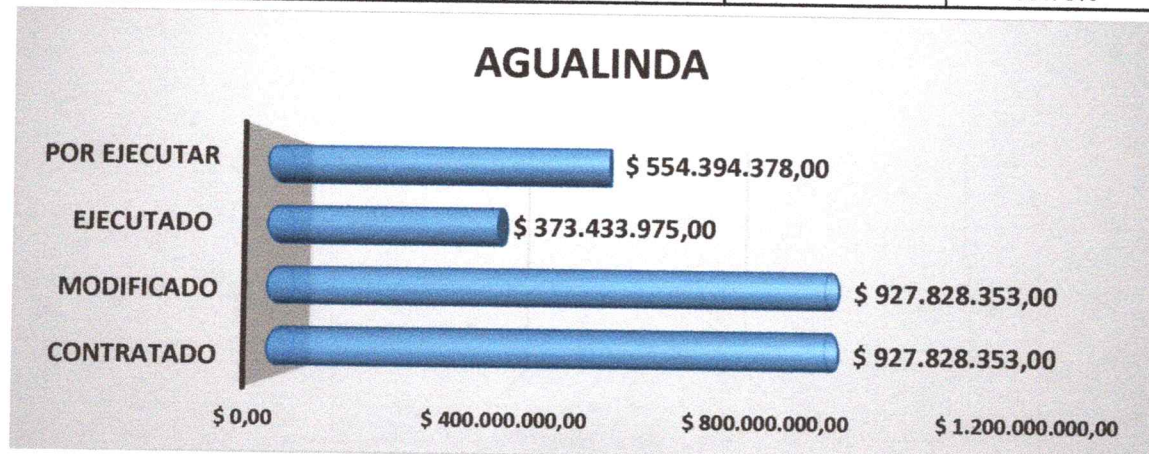 AGUALINDA
POR EJECUTAR $ 554.394.378,00
EJECUTADO $ 373.433.975,00
MODIFICADO $ 927.828.353,00
CONTRATADO $ 927.828.353,00
$ 0,00 $ 400.000.000,00 $ 800.000.000,00 $ 1.200.000.000,00